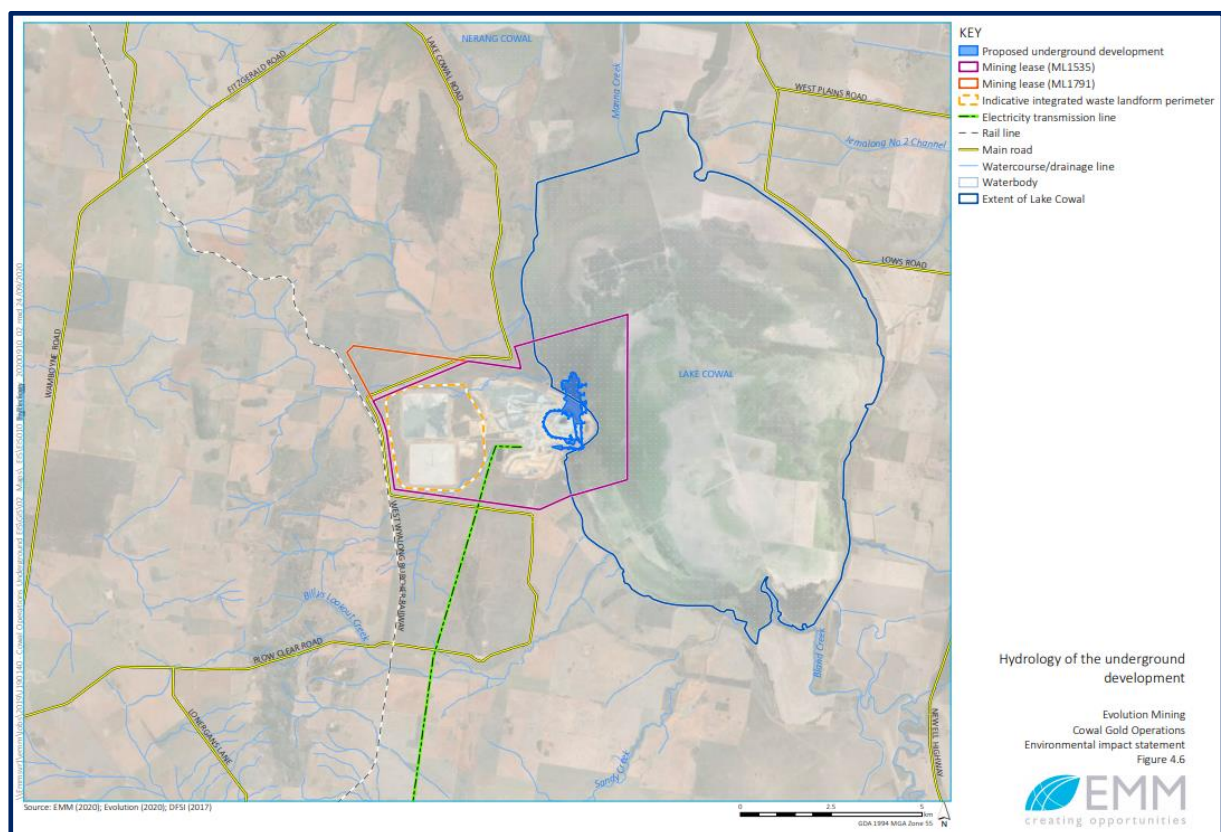 NERANG COWAL
FITZGERALD ROAD
LAKE COWAL ROAD
Manna Creek
WEST PLAINS ROAD
Jemalong No 2 Channel
LOWS ROAD
WAMBOYNE ROAD
LAKE COWAL
WEST WYALONG BURCHER RAILWAY
Billys Lookout Creek
BLOW CLEAR ROAD
LONERGANS LANE
Sandy Creek
Bland Creek
NEWELL HIGHWAY
KEY
Proposed underground development
Mining lease (ML1535)
Mining lease (ML1791)
Indicative integrated waste landform perimeter
Electricity transmission line
Rail line
Main road
Watercourse/drainage line
Waterbody
Extent of Lake Cowal
Hydrology of the underground
development
Evolution Mining
Cowal Gold Operations
Environmental impact statement
Figure 4.6
EMM
creating opportunities
Source: EMM (2020); Evolution (2020); DFSI (2017)
0 2.5 5
km
GDA 1994 MGA Zone 55
N